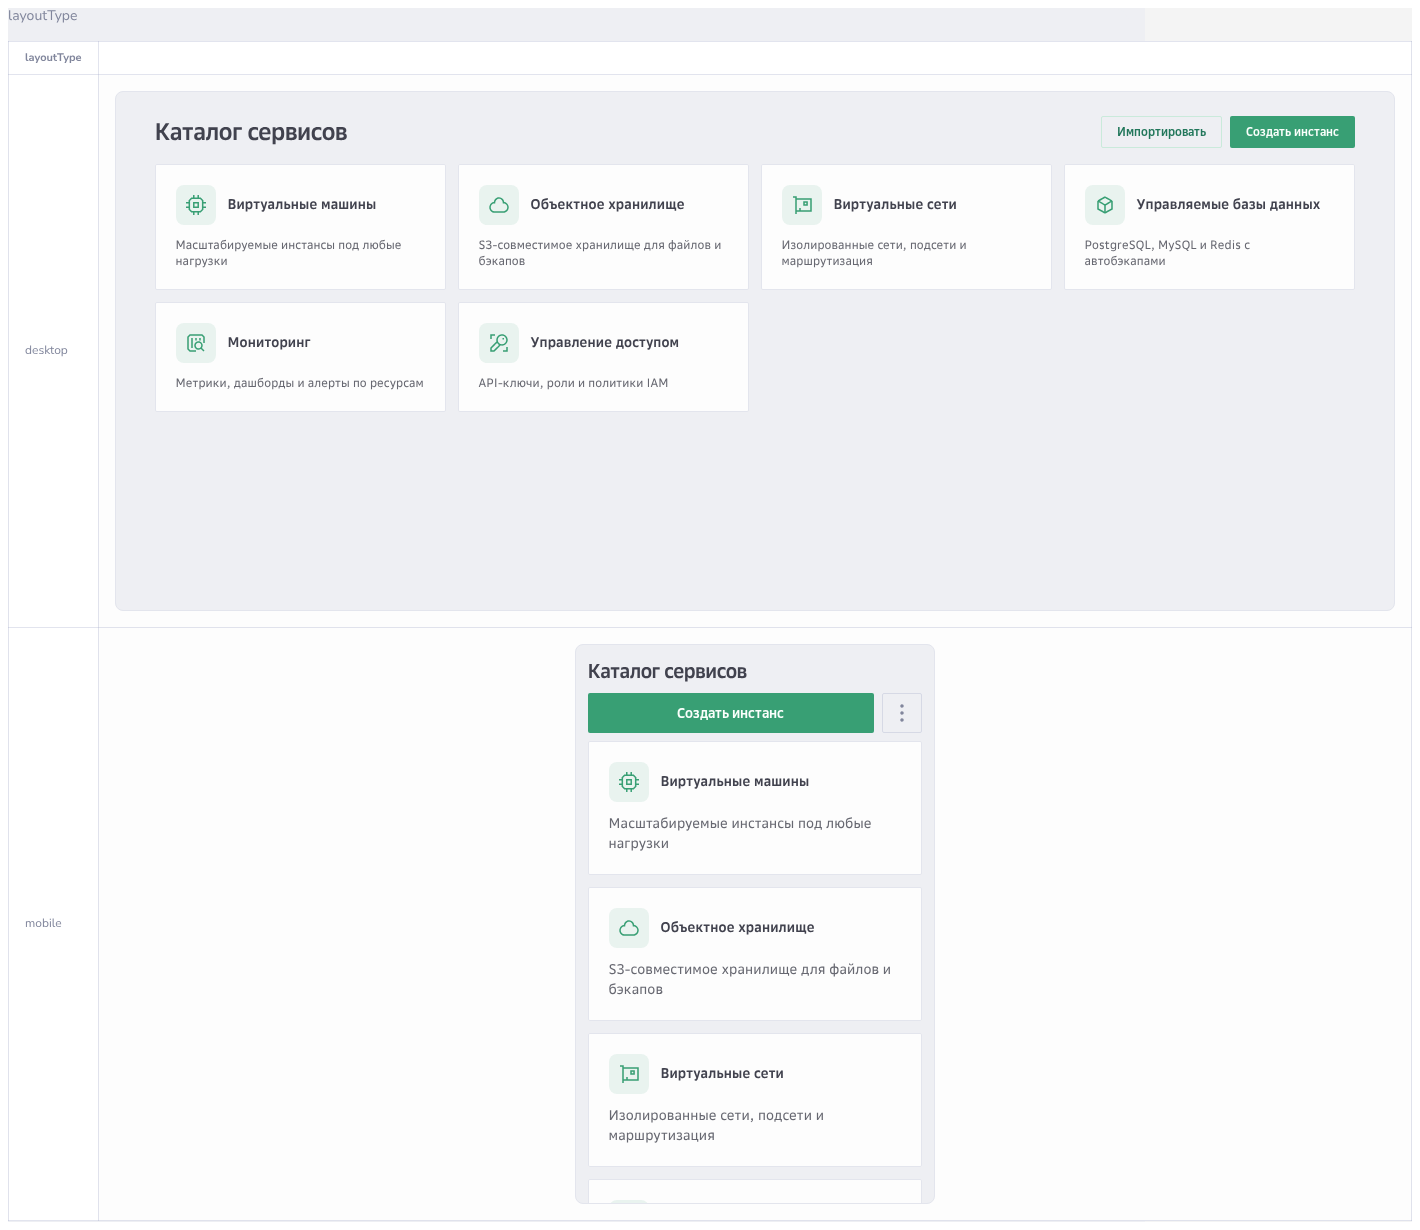 layoutType
layoutType
desktop
Каталог сервисов
Импортировать
Создать инстанс
Виртуальные машины
Масштабируемые инстансы под любые
нагрузки
Объектное хранилище
S3-совместимое хранилище для файлов и
бэкапов
Виртуальные сети
Изолированные сети, подсети и
маршрутизация
Управляемые базы данных
PostgreSQL, MySQL и Redis с
автобэкапами
Мониторинг
Метрики, дашборды и алерты по ресурсам
Управление доступом
API-ключи, роли и политики IAM
mobile
Каталог сервисов
Создать инстанс
Виртуальные машины
Масштабируемые инстансы под любые
нагрузки
Объектное хранилище
S3-совместимое хранилище для файлов и
бэкапов
Виртуальные сети
Изолированные сети, подсети и
маршрутизация